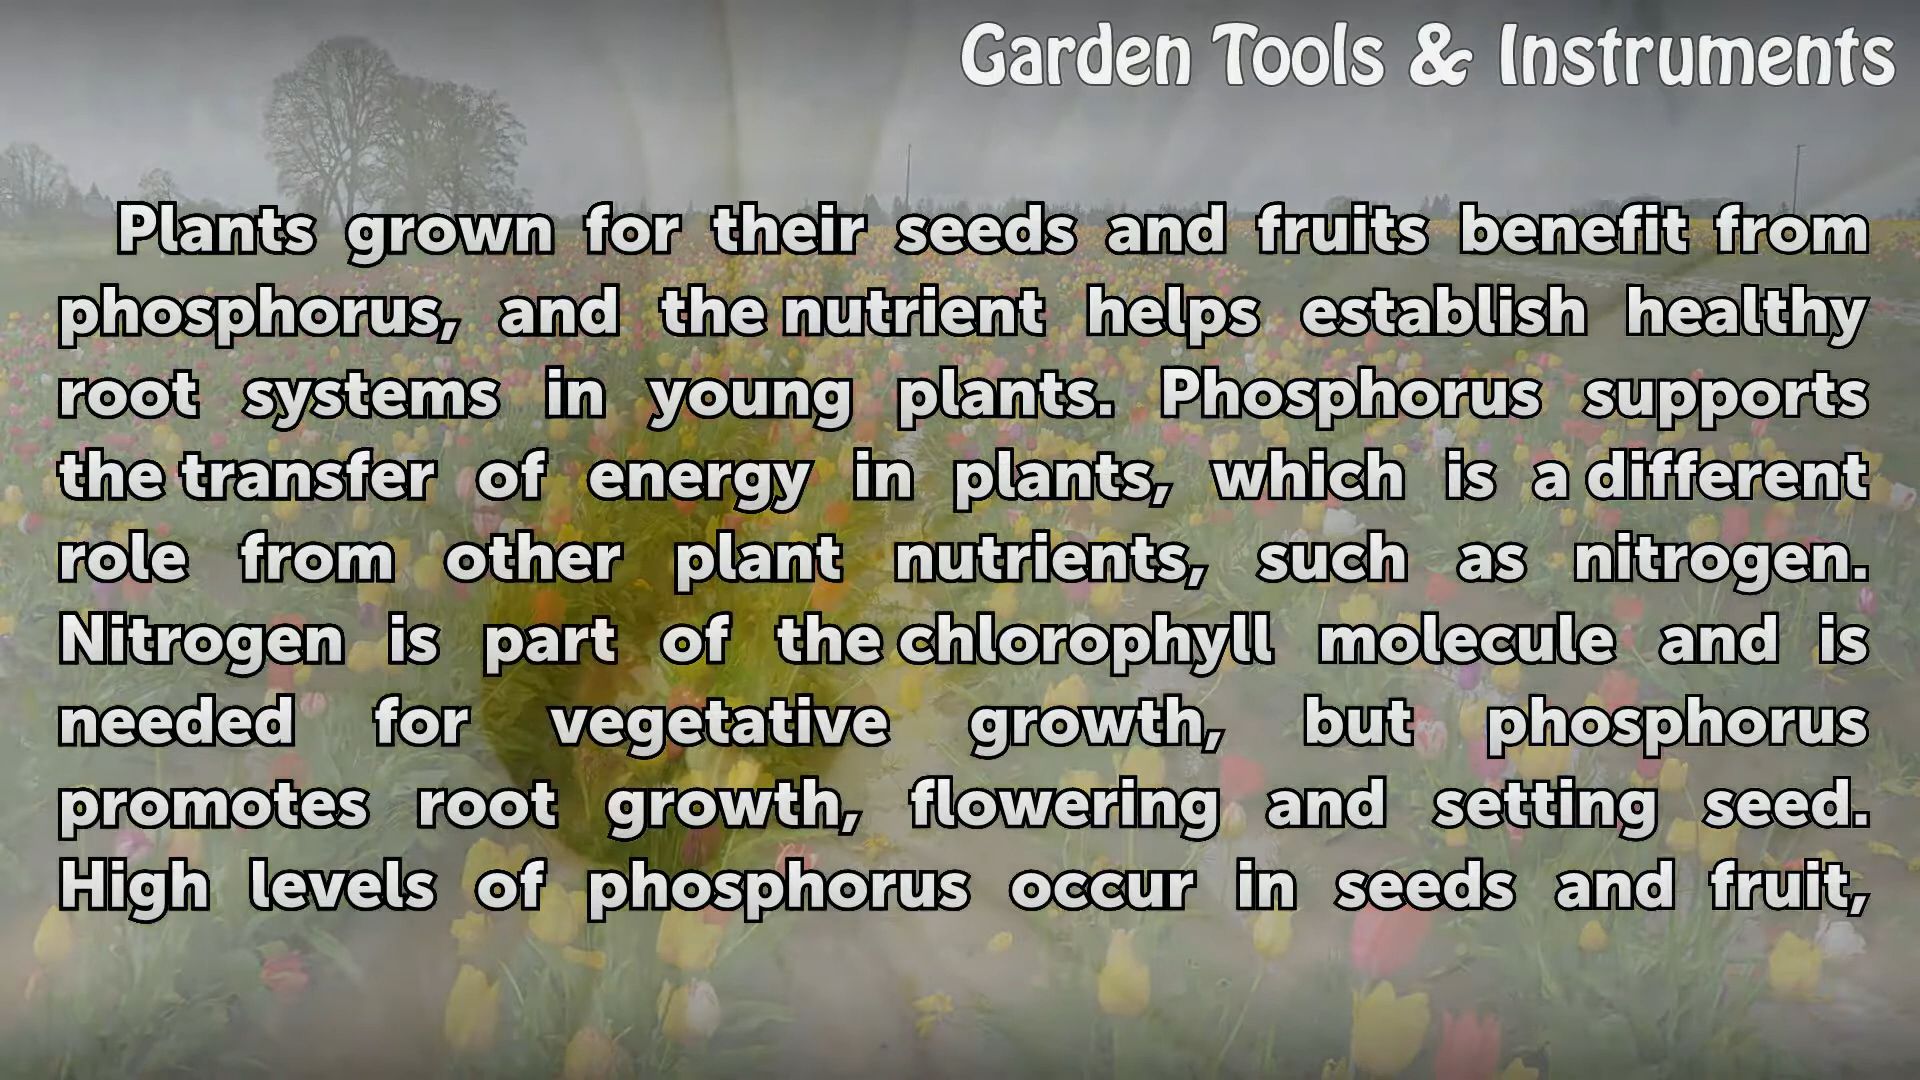 Garden Tools & Instruments
Plants grown for their seeds and fruits benefit from
phosphorus, and the nutrient helps establish healthy
root systems in young plants. Phosphorus supports
the transfer of energy in plants, which is a different
role from other plant nutrients, such as nitrogen.
Nitrogen is part of the chlorophyll molecule and is
needed for vegetative growth, but phosphorus
promotes root growth, flowering and setting seed.
High levels of phosphorus occur in seeds and fruit,